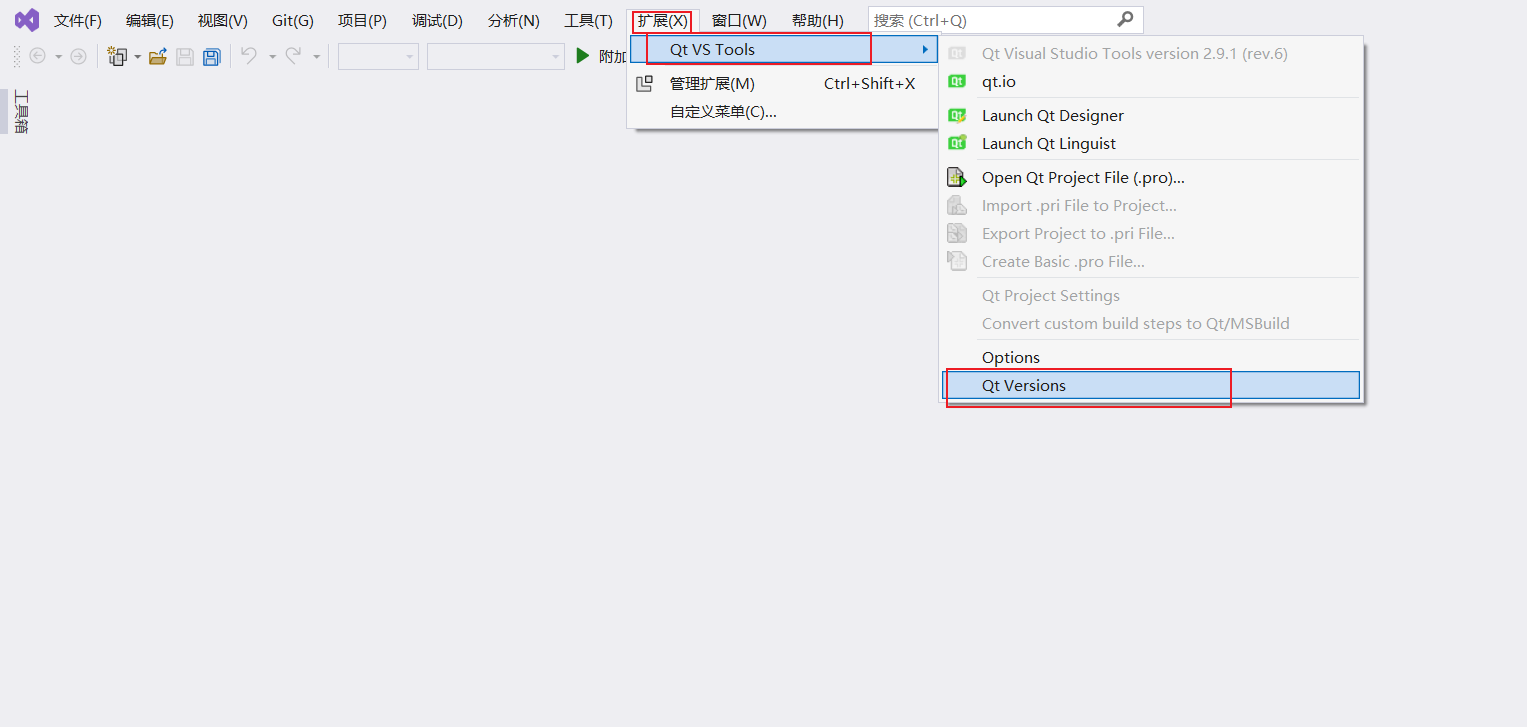 文件(F) 编辑(E) 视图(V) Git(G) 项目(P) 调试(D) 分析(N) 工具(T) 扩展(X) 窗口(W) 帮助(H) 搜索 (Ctrl+Q)
附加
工具箱
Qt VS Tools
管理扩展(M) Ctrl+Shift+X
自定义菜单(C)...
Qt Visual Studio Tools version 2.9.1 (rev.6)
qt.io
Launch Qt Designer
Launch Qt Linguist
Open Qt Project File (.pro)...
Import .pri File to Project...
Export Project to .pri File...
Create Basic .pro File...
Qt Project Settings
Convert custom build steps to Qt/MSBuild
Options
Qt Versions